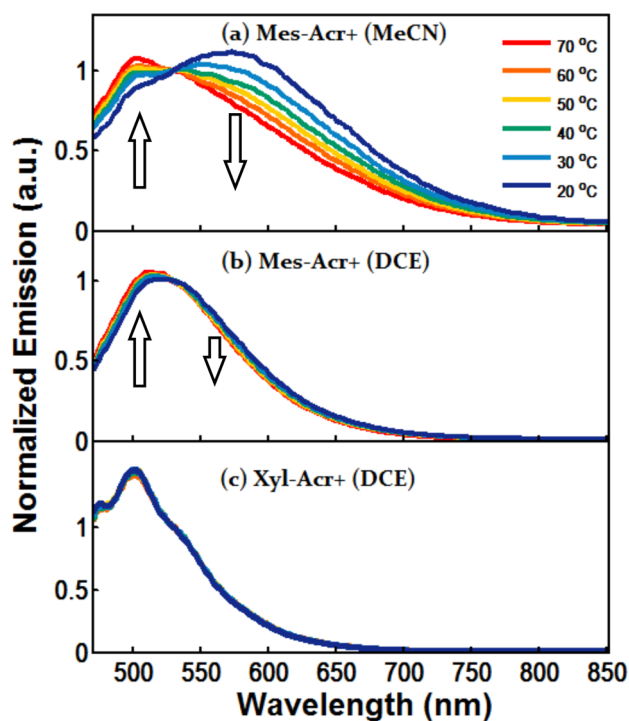 (a) Mes-Acr+ (MeCN)
70 °C
60 °C
50 °C
40 °C
30 °C
20 °C
1
0.5
0
(b) Mes-Acr+ (DCE)
1
0.5
0
(c) Xyl-Acr+ (DCE)
1
0.5
0
500 550 600 650 700 750 800 850
Wavelength (nm)
Normalized Emission (a.u.)